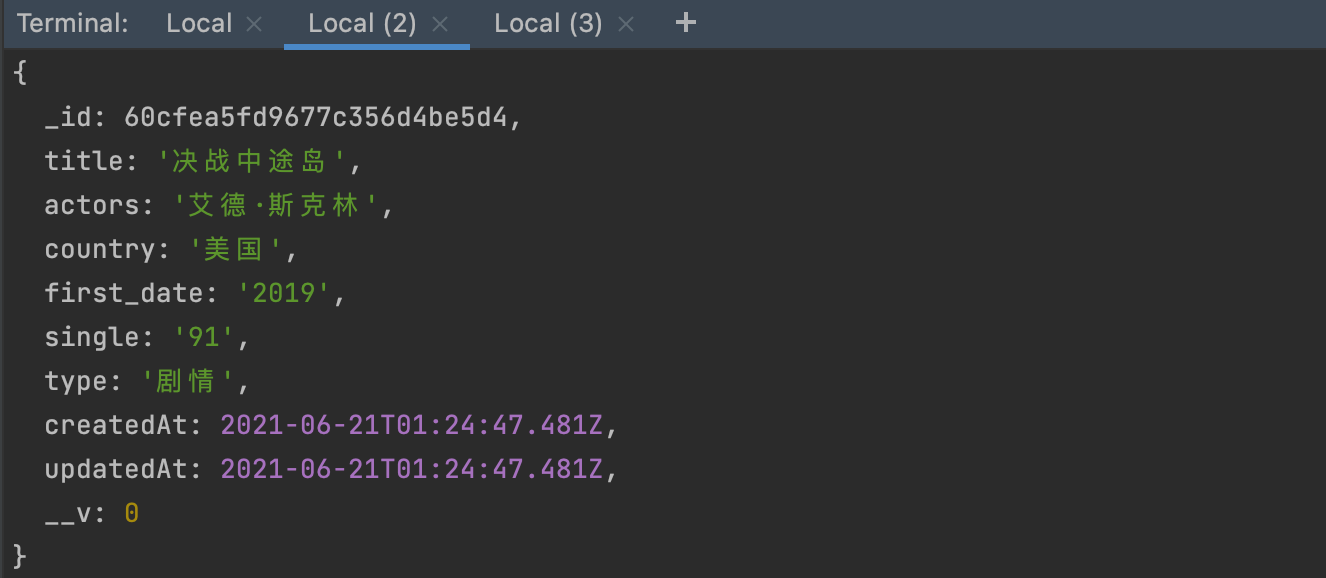 Terminal: Local × Local (2) × Local (3) × +
{
  _id: 60cfea5fd9677c356d4be5d4,
  title: '决战中途岛',
  actors: '艾德·斯克林',
  country: '美国',
  first_date: '2019',
  single: '91',
  type: '剧情',
  createdAt: 2021-06-21T01:24:47.481Z,
  updatedAt: 2021-06-21T01:24:47.481Z,
  __v: 0
}